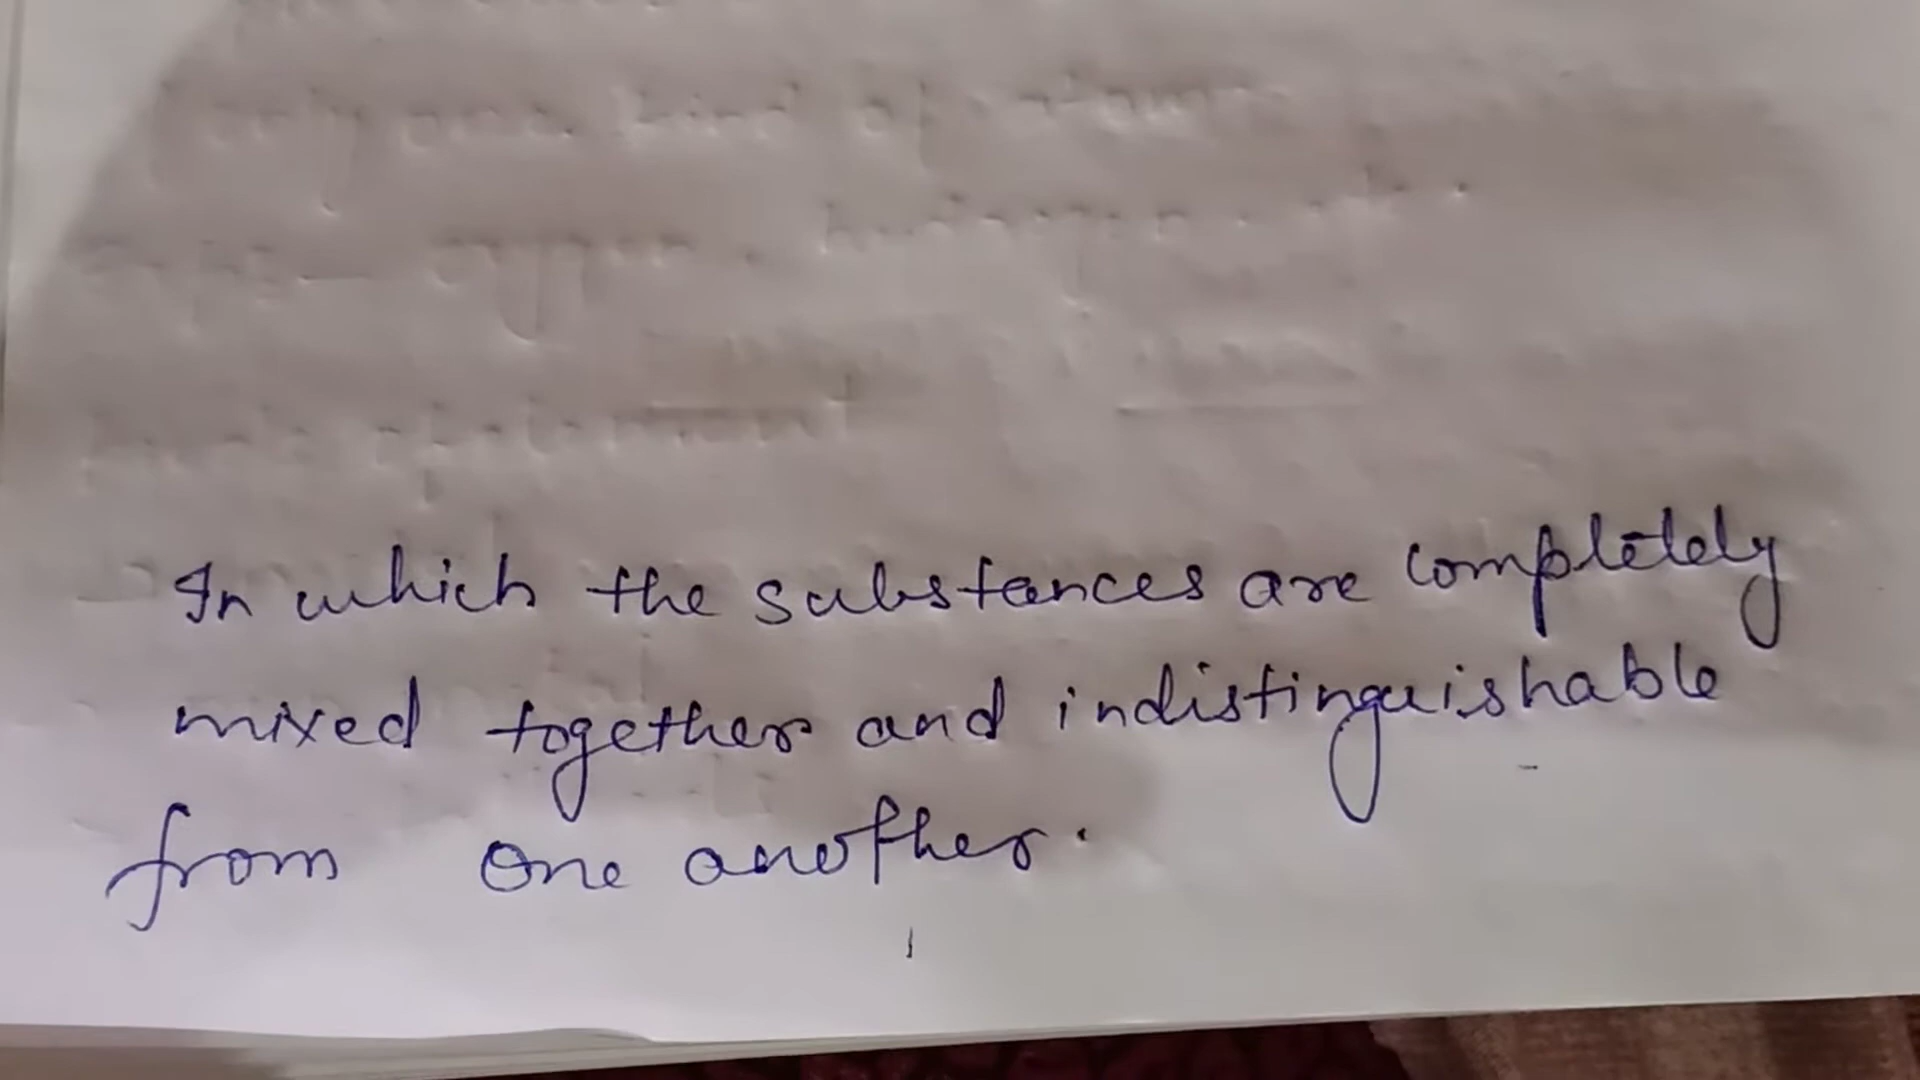 In which the substances are completely
mixed together and indistinguishable
from one another.